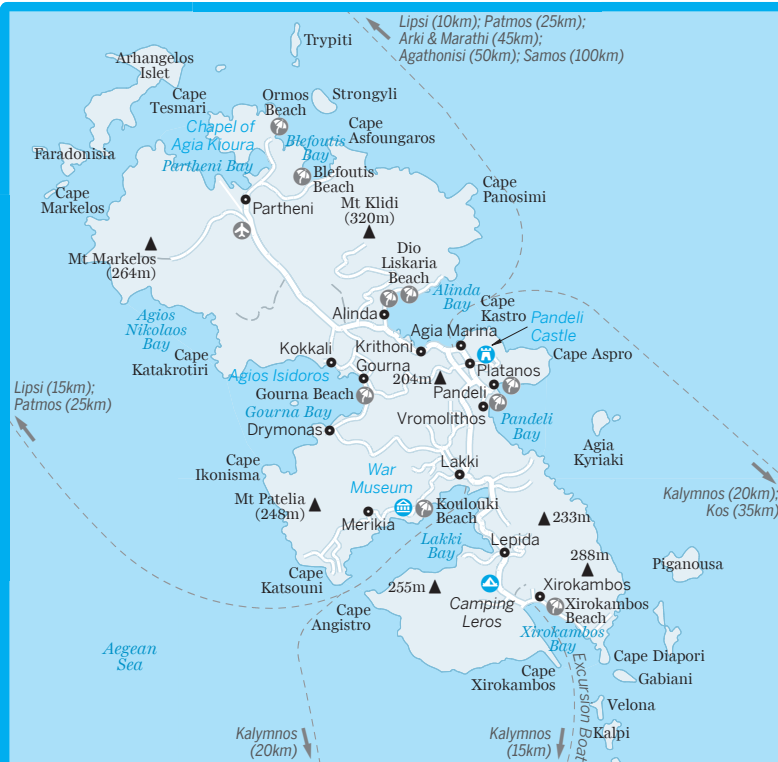 Lipsi (10km); Patmos (25km);
Arki & Marathi (45km);
Agathonisi (50km); Samos (100km)
Trypiti
Arhangelos
Islet
Cape
Tesmari
Ormos
Beach
Strongyli
Chapel of
Agia Kioura
Cape
Asfoungaros
Blefoutis
Bay
Faradonisia
Partheni Bay
Blefoutis
Beach
Cape
Markelos
Cape
Panosimi
Partheni
Mt Klidi
(320m)
Mt Markelos
(264m)
Dio
Liskaria
Beach
Alinda
Bay
Agios
Nikolaos
Bay
Alinda
Cape
Kastro
Pandeli
Castle
Agia Marina
Cape
Katakrotiri
Kokkali
Krithoni
Cape Aspro
Gourna
Agios Isidoros
204m
Platanos
Lipsi (15km);
Patmos (25km)
Gourna Beach
Pandeli
Gourna Bay
Vromolithos
Pandeli
Bay
Drymonas
Agia
Kyriaki
Cape
Ikonisma
War
Museum
Lakki
Kalymnos (20km);
Kos (35km)
Mt Patelia
(248m)
Koulouki
Beach
Merikia
233m
Lakki
Bay
Lepida
288m
Piganousa
Cape
Katsouni
255m
Xirokambos
Camping
Leros
Xirokambos
Beach
Cape
Angistro
Xirokambos
Bay
Aegean
Sea
Cape Diapori
Cape
Xirokambos
Gabiani
Excursion Boat
Velona
Kalymnos
(20km)
Kalymnos
(15km)
Kalpi